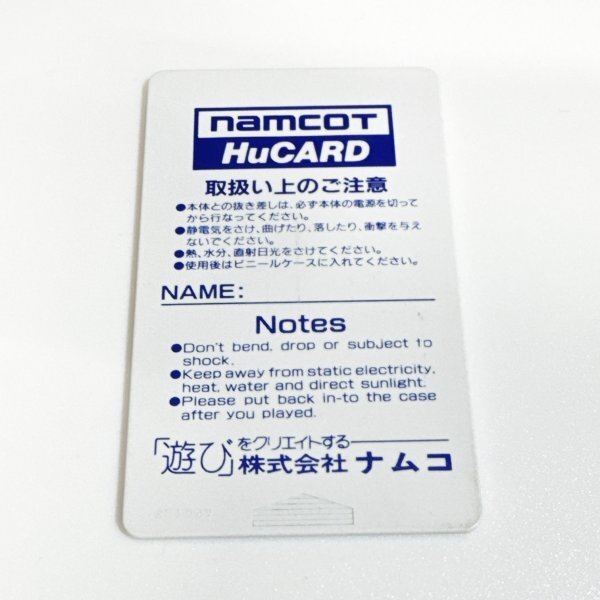 namcot
HuCARD
取扱い上のご注意
●本体との抜き差しは、必ず本体の電源を切って
から行なってください。
●静電気をさけ、曲げたり、落したり、衝撃を与え
ないでください。
●熱、水分、直射日光をさけてください。
●使用後はビニールケースに入れてください。
NAME:
Notes
●Don't bend, drop or subject to
shock.
●Keep away from static electricity,
heat, water and direct sunlight.
●Please put back in-to the case
after you played.
「遊び」をクリエイトする
株式会社 ナムコ